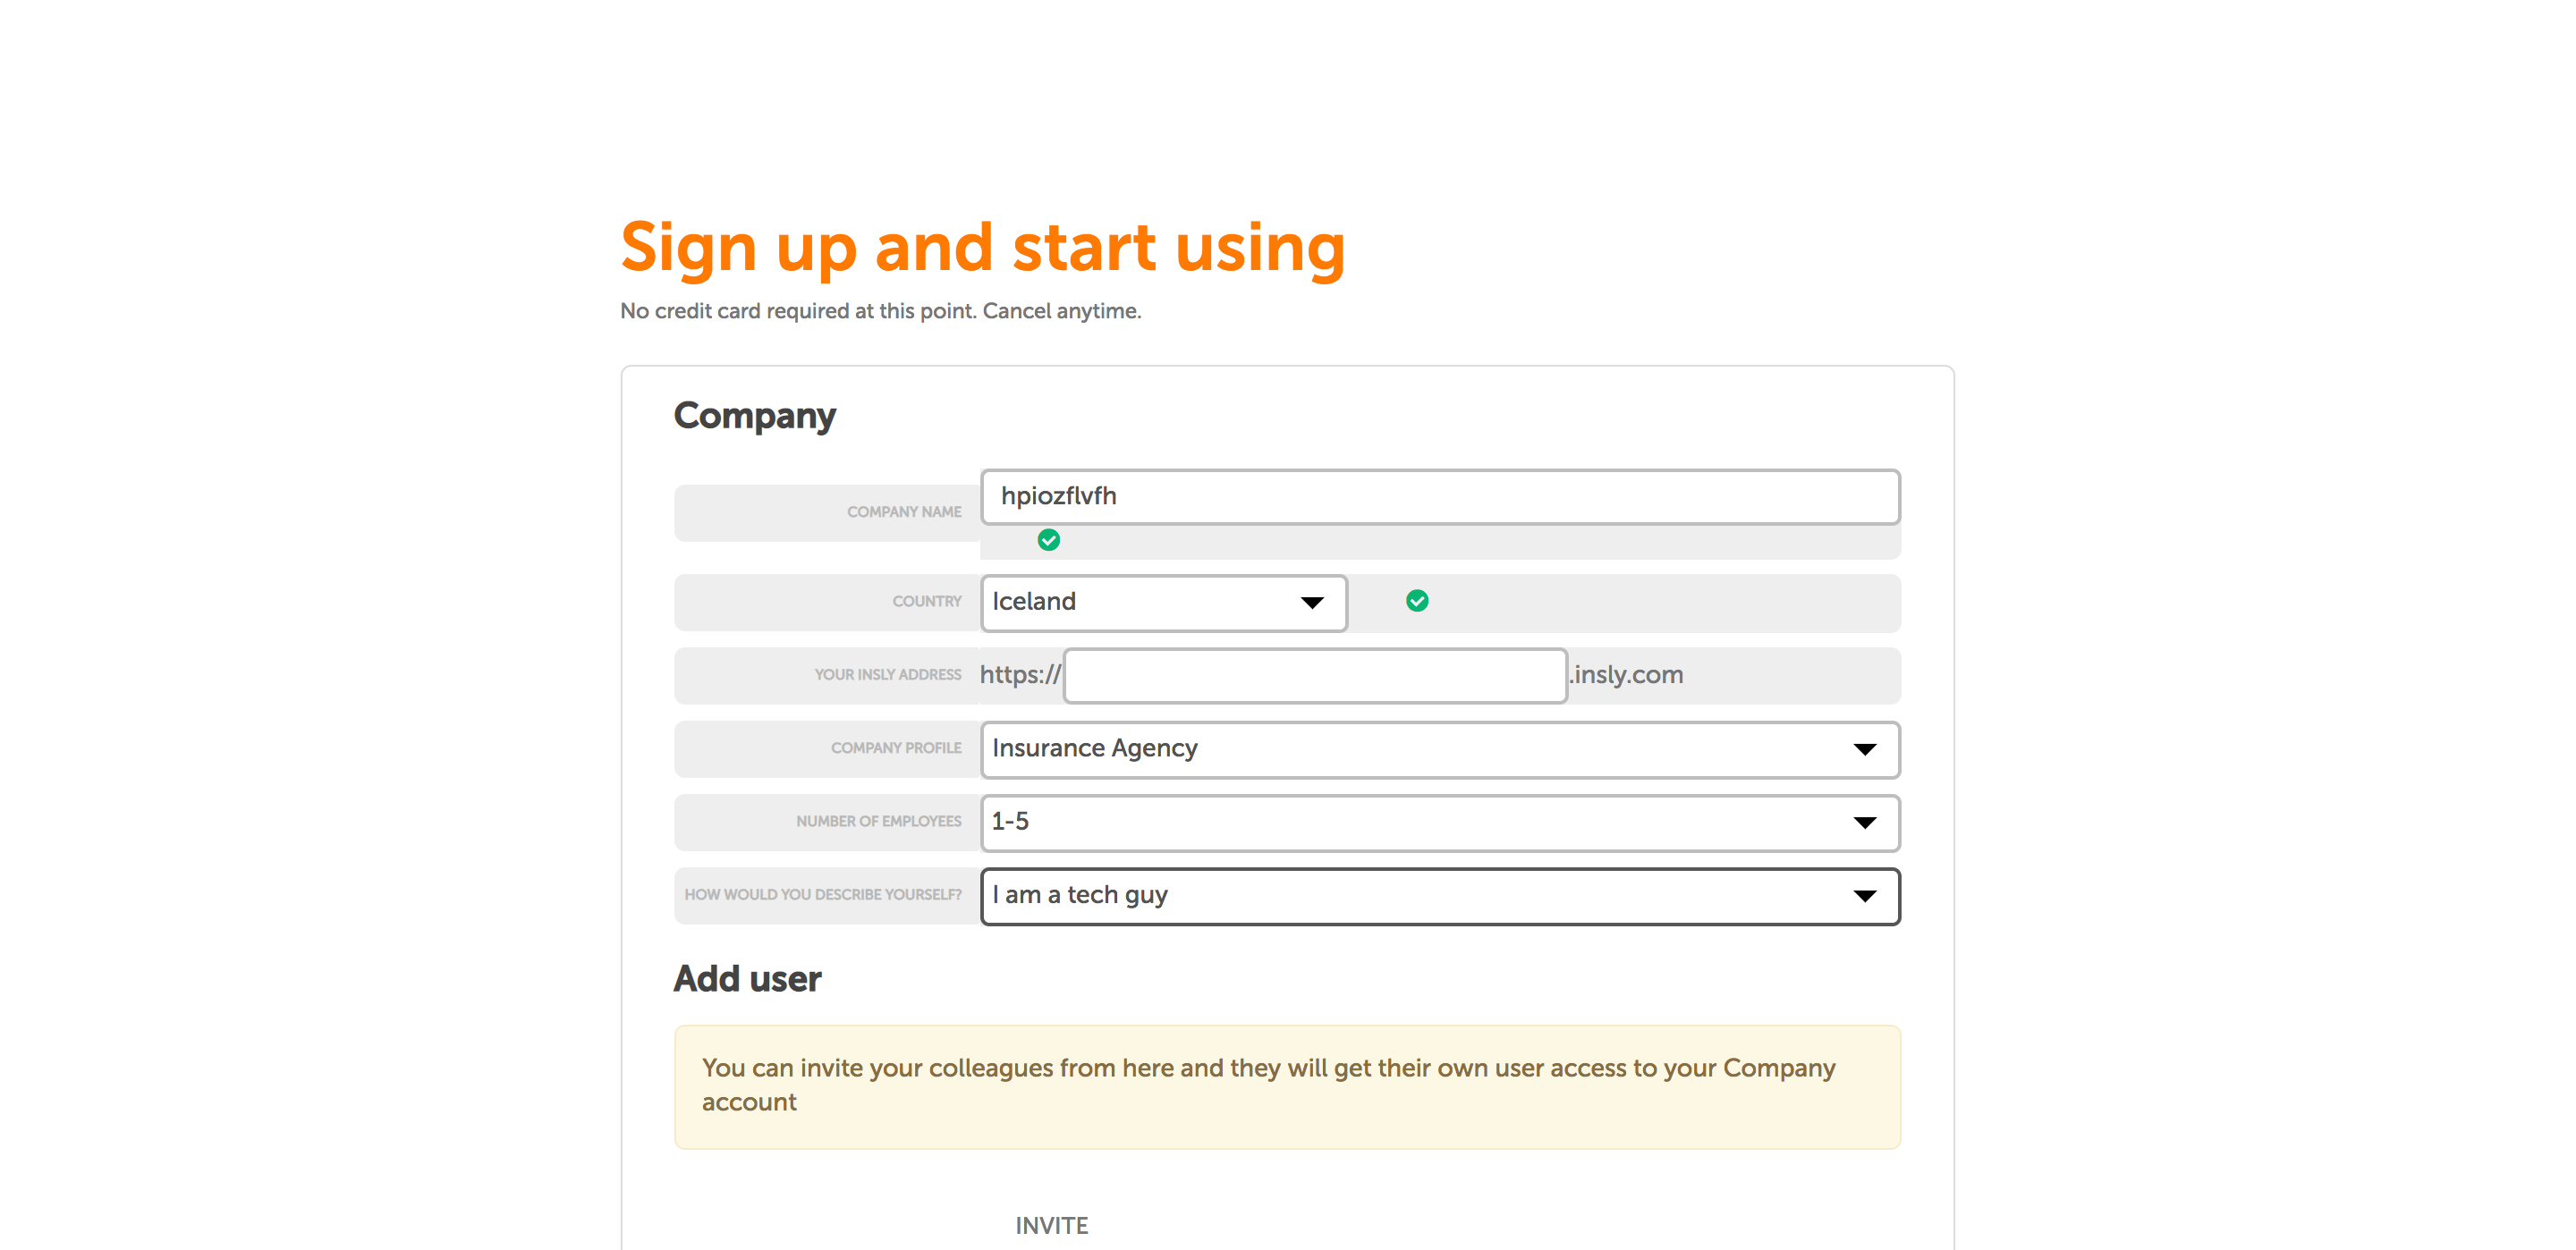 Sign up and start using
No credit card required at this point. Cancel anytime.
Company
COMPANY NAME hpiozflvfh
COUNTRY Iceland
YOUR INSLY ADDRESS https:// .insly.com
COMPANY PROFILE Insurance Agency
NUMBER OF EMPLOYEES 1-5
HOW WOULD YOU DESCRIBE YOURSELF? I am a tech guy
Add user
You can invite your colleagues from here and they will get their own user access to your Company
account
INVITE